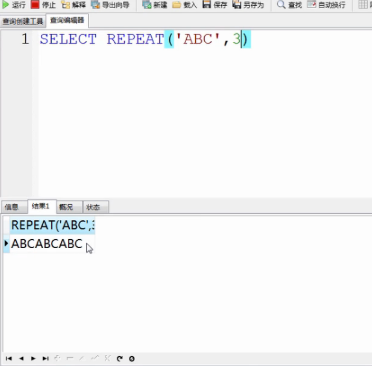 运行 停止 解释 导出向导 新建 载入 保存 另存为 查找 自动换行
查询创建工具 查询编辑器
1 SELECT REPEAT('ABC',3)
信息 结果1 概况 状态
REPEAT('ABC',3
ABCABCABC